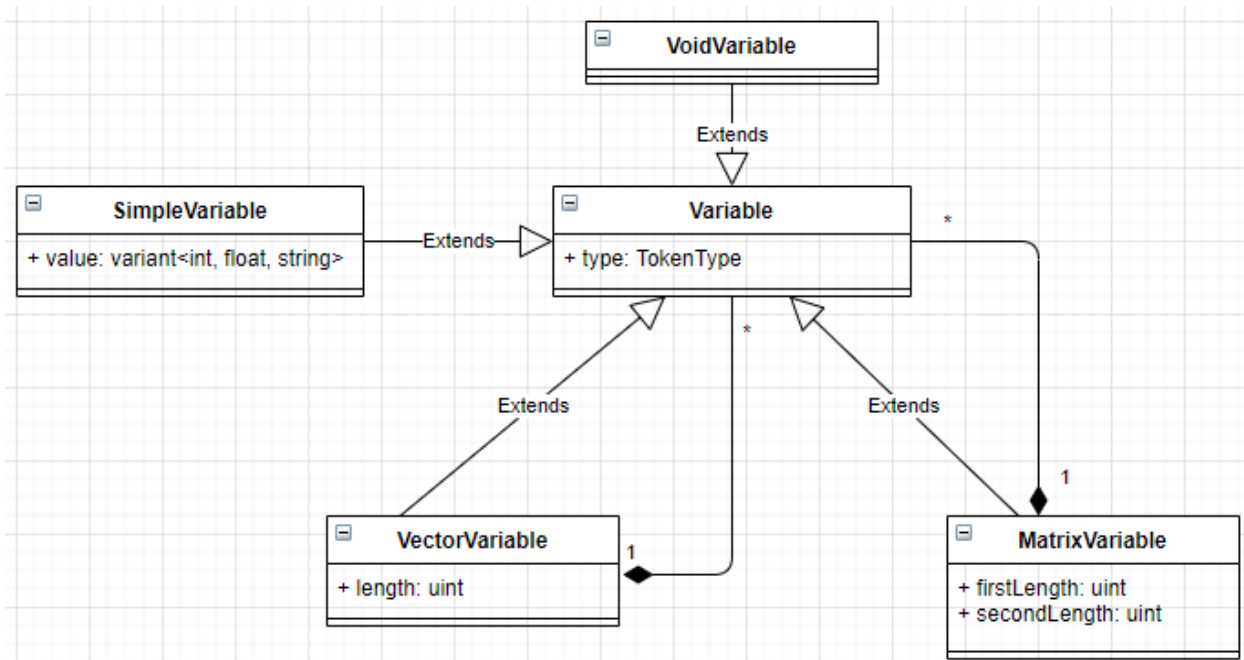 VoidVariable
Extends
SimpleVariable
+ value: variant<int, float, string>
Extends
Variable
+ type: TokenType
*
*
Extends
Extends
VectorVariable
+ length: uint
1
1
MatrixVariable
+ firstLength: uint
+ secondLength: uint